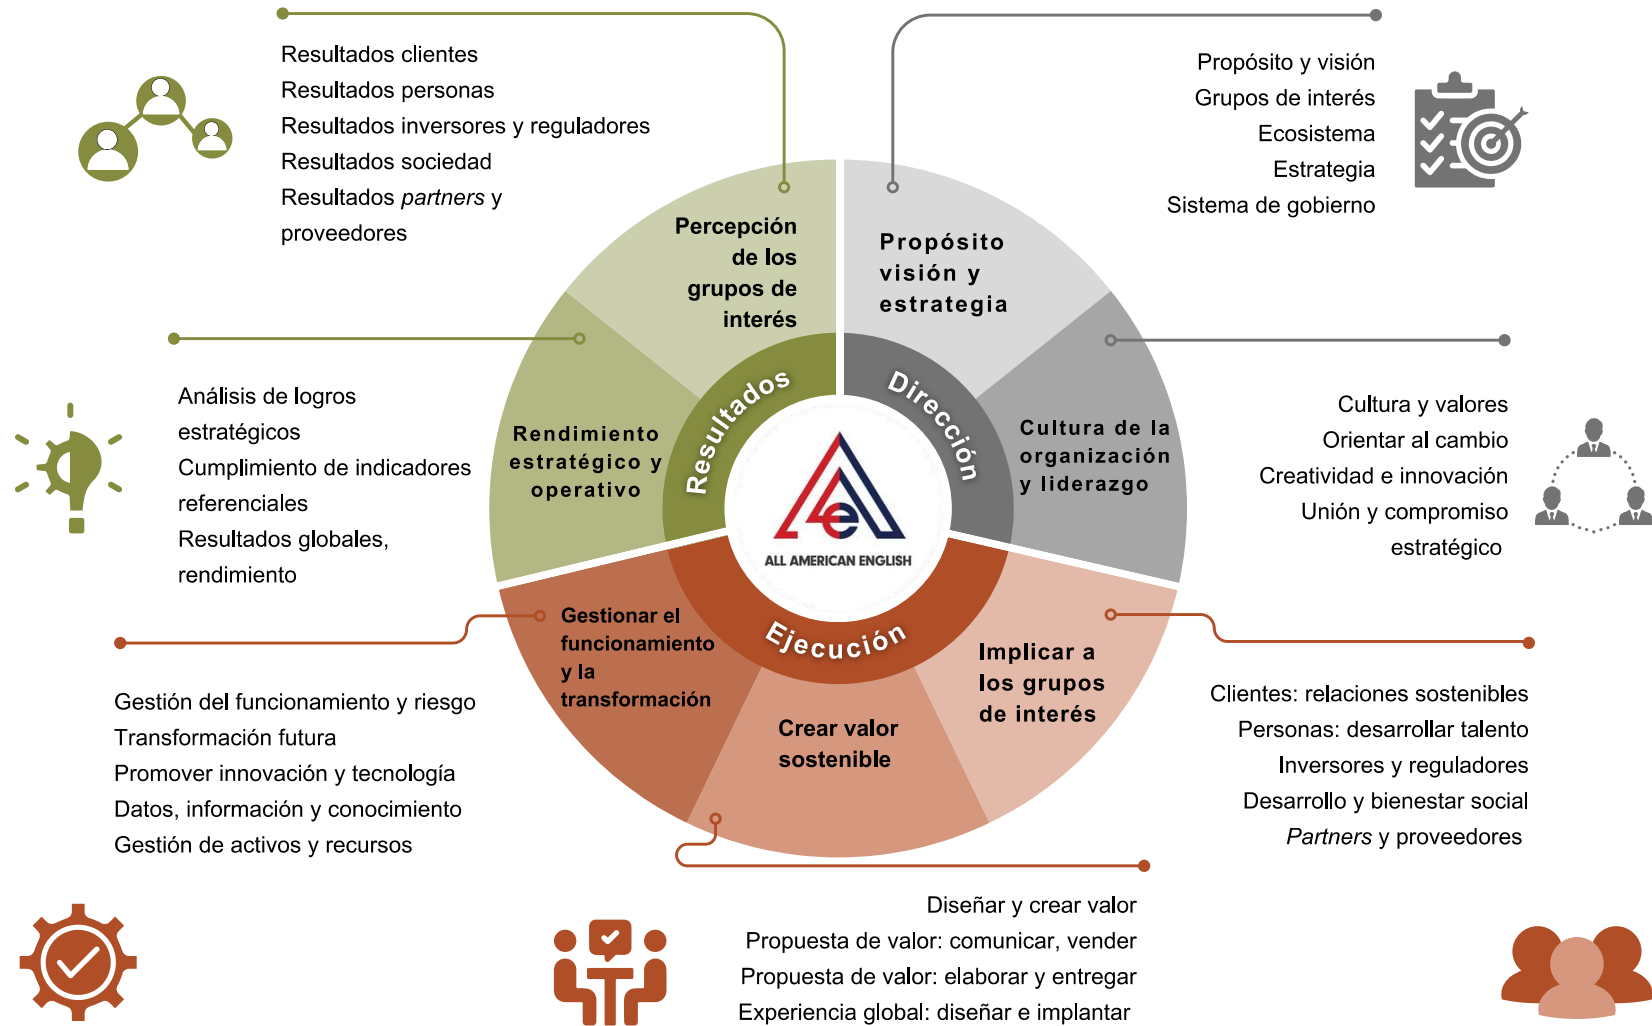 Resultados clientes
Resultados personas
Resultados inversores y reguladores
Resultados sociedad
Resultados partners y
proveedores
Propósito y visión
Grupos de interés
Ecosistema
Estrategia
Sistema de gobierno
Percepción
de los
grupos de
interés
Propósito
visión y
estrategia
Análisis de logros
estratégicos
Cumplimiento de indicadores
referenciales
Resultados globales,
rendimiento
Rendimiento
estratégico y
operativo
Resultados
Dirección
Cultura de la
organización
y liderazgo
Cultura y valores
Orientar al cambio
Creatividad e innovación
Unión y compromiso
estratégico
Ae
ALL AMERICAN ENGLISH
Ejecución
Gestionar el
funcionamiento
y la
transformación
Crear valor
sostenible
Implicar a
los grupos
de interés
Gestión del funcionamiento y riesgo
Transformación futura
Promover innovación y tecnología
Datos, información y conocimiento
Gestión de activos y recursos
Clientes: relaciones sostenibles
Personas: desarrollar talento
Inversores y reguladores
Desarrollo y bienestar social
Partners y proveedores
Diseñar y crear valor
Propuesta de valor: comunicar, vender
Propuesta de valor: elaborar y entregar
Experiencia global: diseñar e implantar